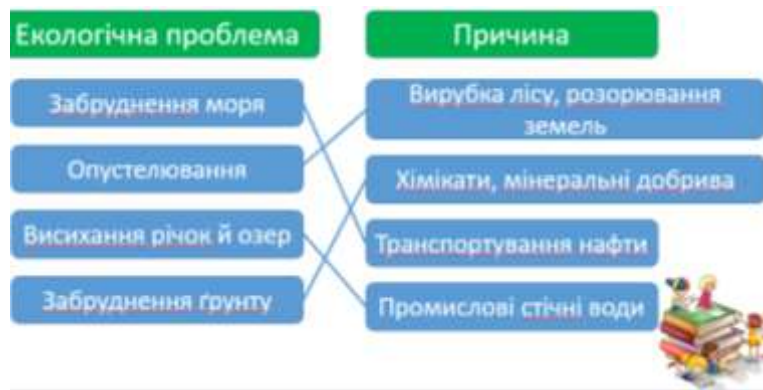 Екологічна проблема
Причина
Забруднення моря
Вирубка лісу, розорювання
земель
Опустелювання
Хімікати, мінеральні добрива
Висихання річок й озер
Транспортування нафти
Забруднення ґрунту
Промислові стічні води